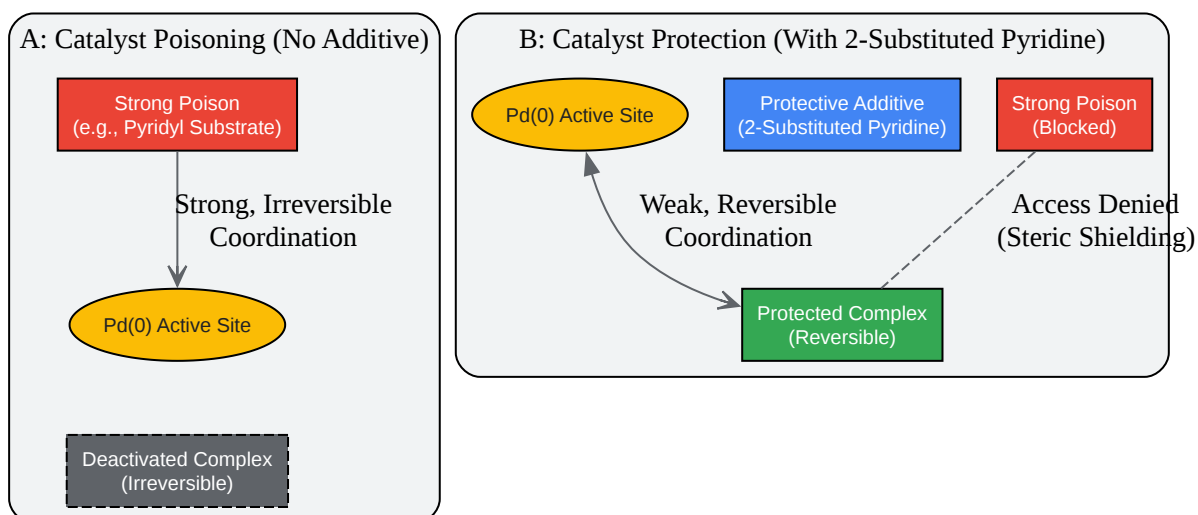 A: Catalyst Poisoning (No Additive)
Strong Poison
(e.g., Pyridyl Substrate)
Strong, Irreversible
Coordination
Pd(0) Active Site
Deactivated Complex
(Irreversible)
B: Catalyst Protection (With 2-Substituted Pyridine)
Pd(0) Active Site
Protective Additive
(2-Substituted Pyridine)
Strong Poison
(Blocked)
Weak, Reversible
Coordination
Access Denied
(Steric Shielding)
Protected Complex
(Reversible)